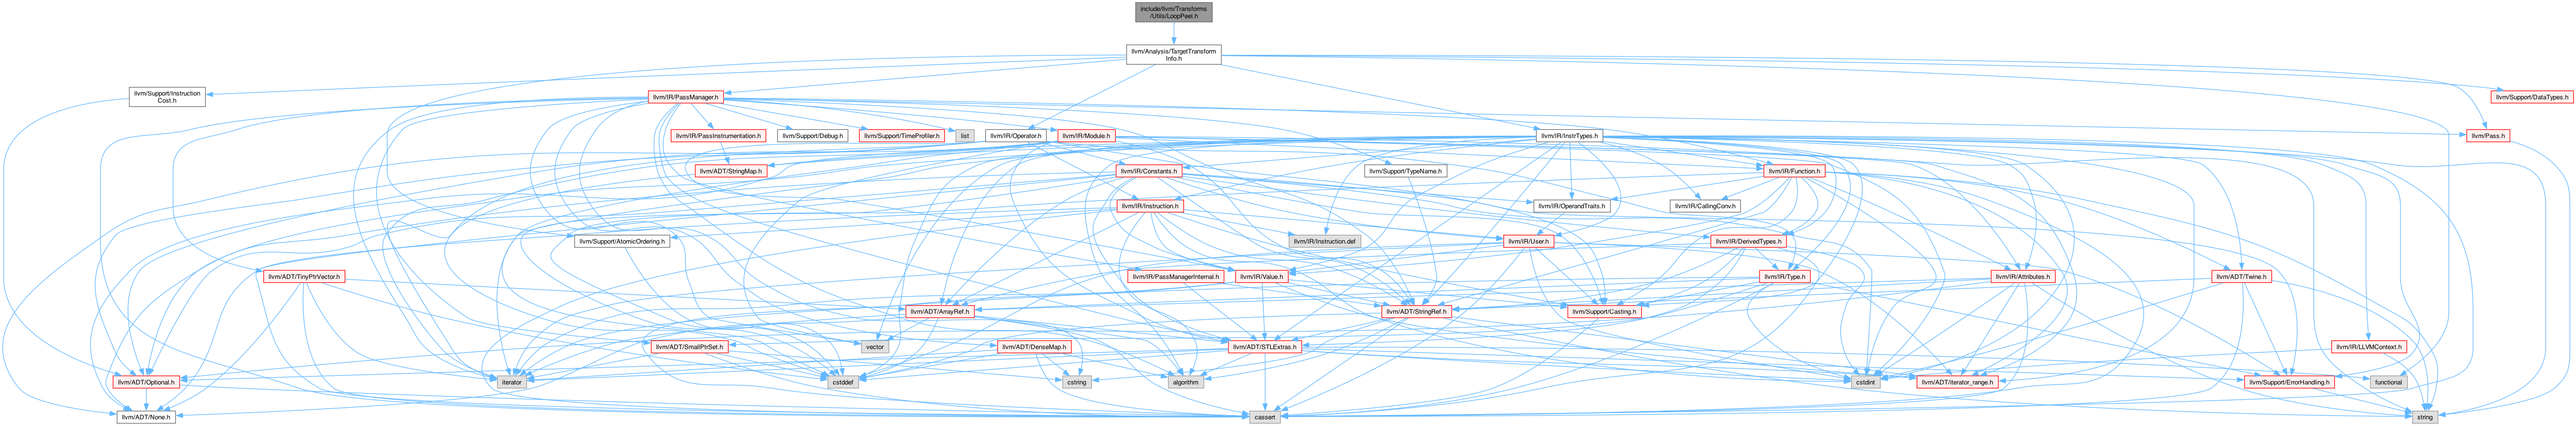 include/llvm/Transforms
/Utils/LoopPeel.h
llvm/Analysis/TargetTransform
Info.h
llvm/Support/Instruction
Cost.h
llvm/IR/PassManager.h
llvm/Support/DataTypes.h
llvm/IR/PassInstrumentation.h
llvm/Support/Debug.h
llvm/Support/TimeProfiler.h
list
llvm/IR/Operator.h
llvm/IR/Module.h
llvm/IR/InstrTypes.h
llvm/Pass.h
llvm/ADT/StringMap.h
llvm/IR/Constants.h
llvm/Support/TypeName.h
llvm/IR/Function.h
llvm/IR/Instruction.h
llvm/IR/OperandTraits.h
llvm/IR/CallingConv.h
llvm/Support/AtomicOrdering.h
llvm/IR/Instruction.def
llvm/IR/User.h
llvm/IR/DerivedTypes.h
llvm/ADT/TinyPtrVector.h
llvm/IR/PassManagerInternal.h
llvm/IR/Value.h
llvm/IR/Type.h
llvm/IR/Attributes.h
llvm/ADT/Twine.h
llvm/ADT/ArrayRef.h
llvm/ADT/StringRef.h
llvm/Support/Casting.h
vector
llvm/ADT/SmallPtrSet.h
llvm/ADT/DenseMap.h
llvm/ADT/STLExtras.h
llvm/IR/LLVMContext.h
llvm/ADT/Optional.h
iterator
cstddef
cstring
algorithm
cstdint
llvm/ADT/iterator_range.h
llvm/Support/ErrorHandling.h
functional
llvm/ADT/None.h
cassert
string